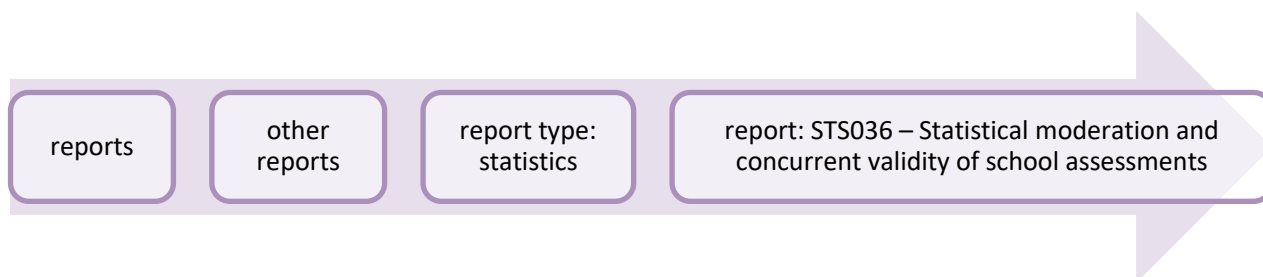 reports
other
reports
report type:
statistics
report: STS036 – Statistical moderation and
concurrent validity of school assessments